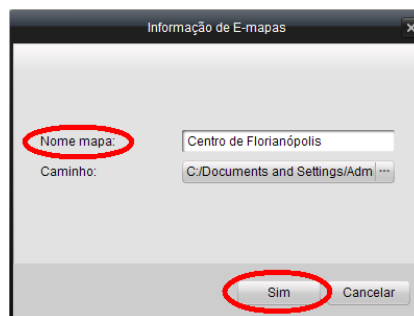 Informação de E-mapas
Nome mapa: Centro de Florianópolis
Caminho: C:/Documents and Settings/Adm ...
Sim Cancelar